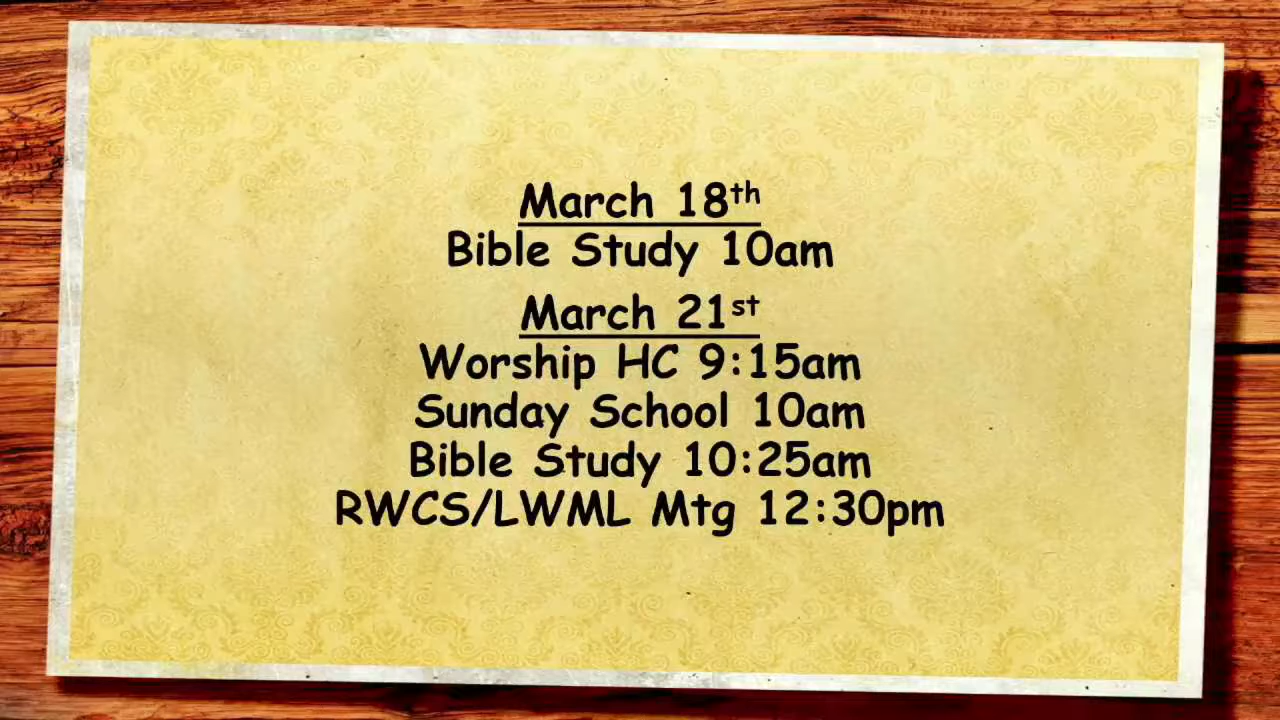 March 18th
Bible Study 10am
March 21st
Worship HC 9:15am
Sunday School 10am
Bible Study 10:25am
RWCS/LWML Mtg 12:30pm